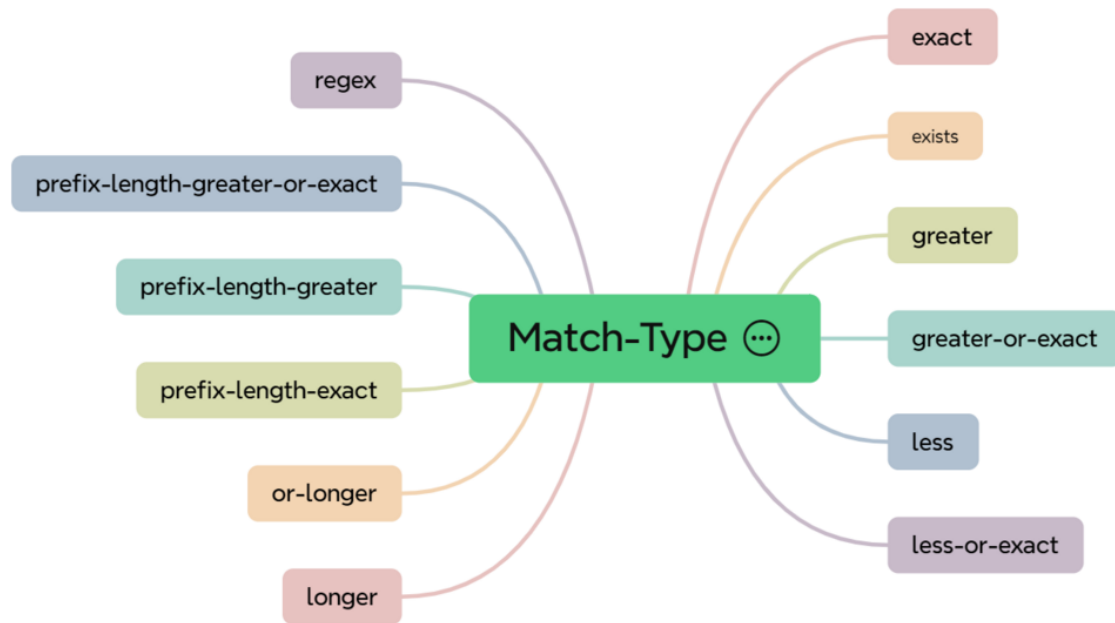 Match-Type
exact
exists
greater
greater-or-exact
less
less-or-exact
regex
prefix-length-greater-or-exact
prefix-length-greater
prefix-length-exact
or-longer
longer